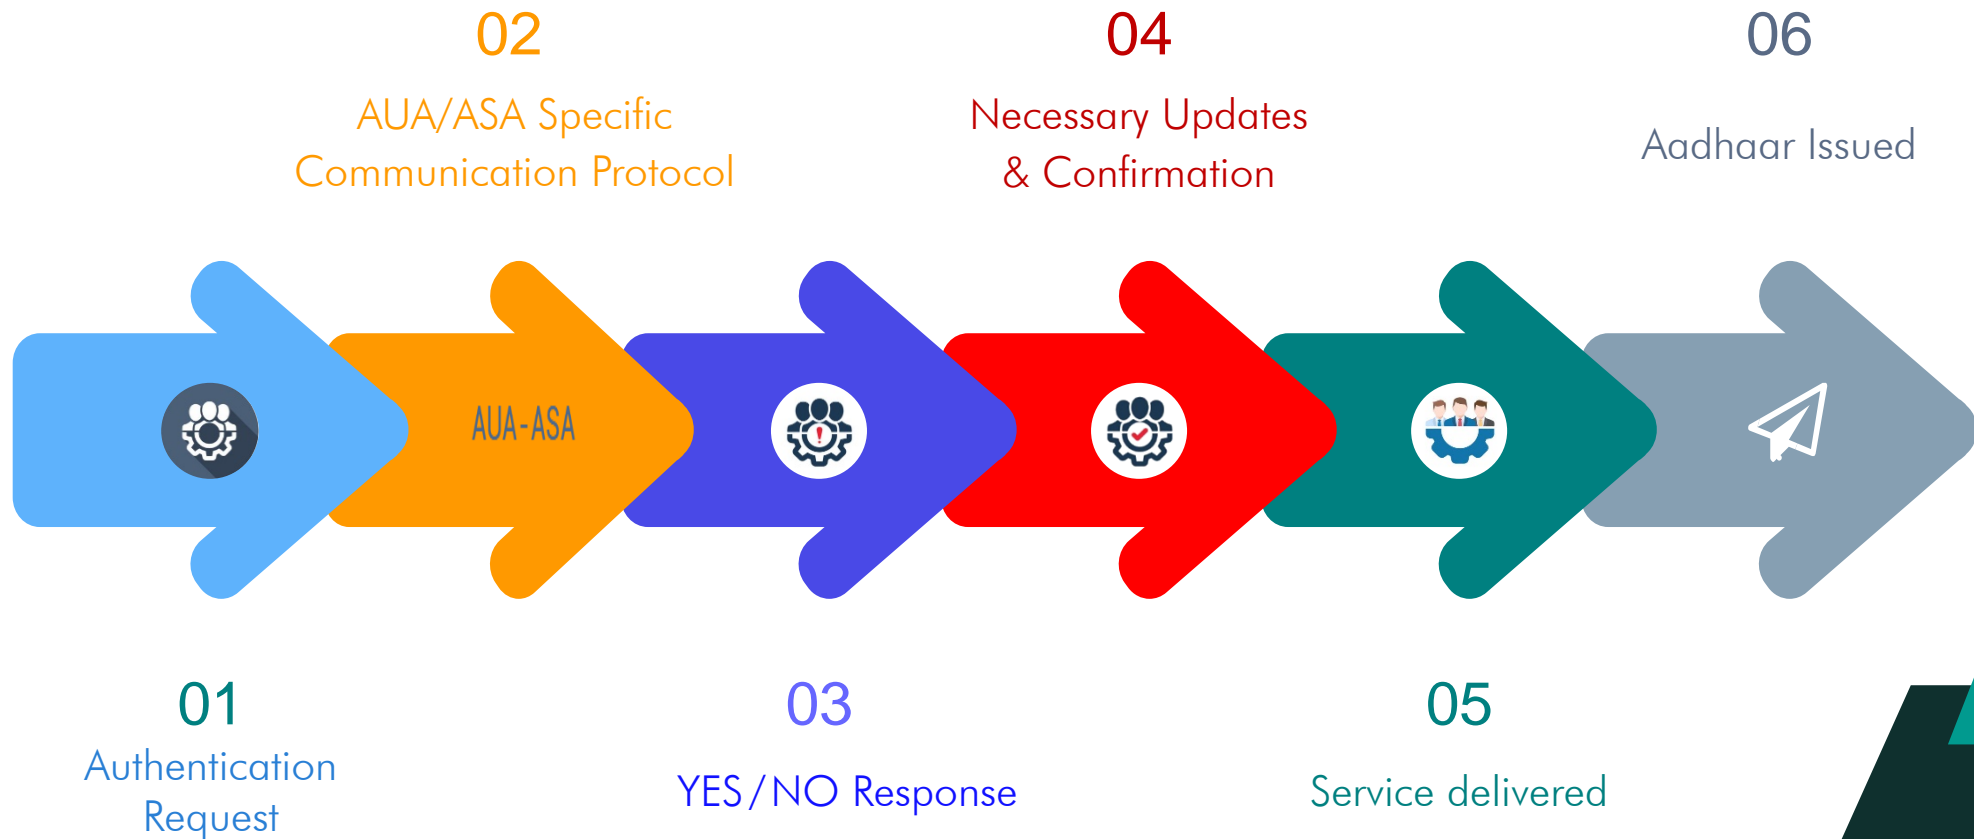 02
AUA/ASA Specific
Communication Protocol
04
Necessary Updates
& Confirmation
06
Aadhaar Issued
AUA-ASA
01
Authentication
Request
03
YES/NO Response
05
Service delivered